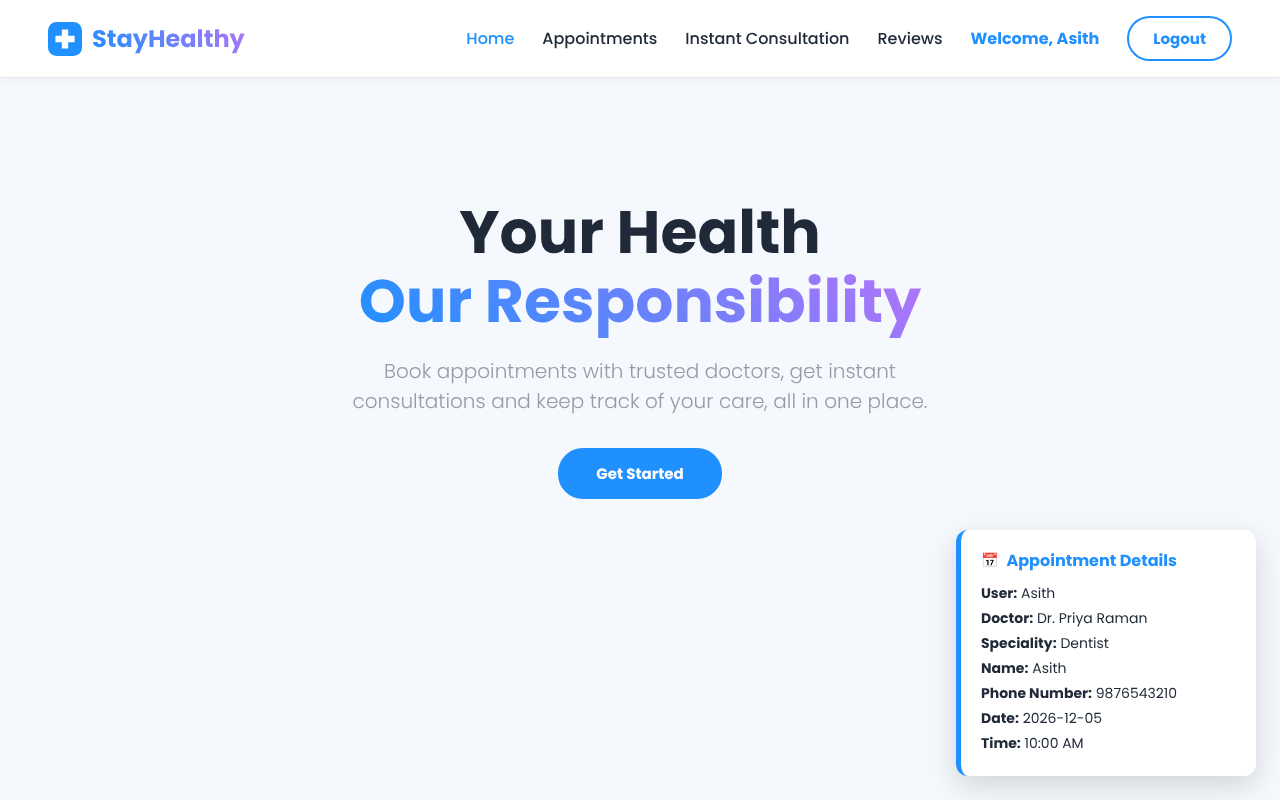 StayHealthy
Home
Appointments
Instant Consultation
Reviews
Welcome, Asith
Logout
Your Health
Our Responsibility
Book appointments with trusted doctors, get instant
consultations and keep track of your care, all in one place.
Get Started
17 Appointment Details
User: Asith
Doctor: Dr. Priya Raman
Speciality: Dentist
Name: Asith
Phone Number: 9876543210
Date: 2026-12-05
Time: 10:00 AM